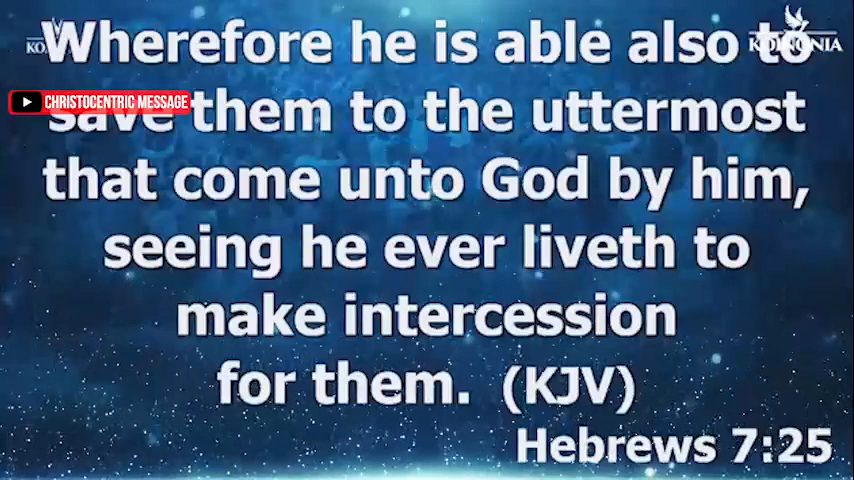 Wherefore he is able also to
KOINONIA
CHRISTOCENTRIC MESSAGE
save them to the uttermost
that come unto God by him,
seeing he ever liveth to
make intercession
for them. (KJV)
Hebrews 7:25